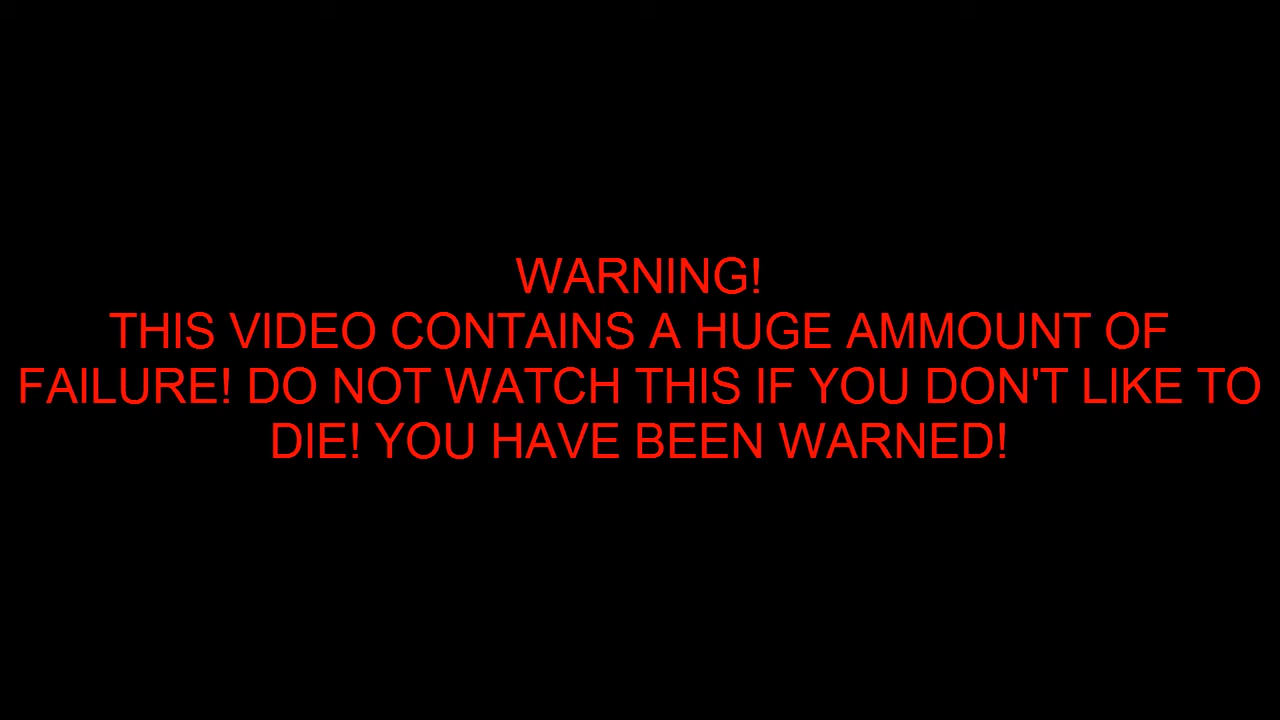 WARNING!
THIS VIDEO CONTAINS A HUGE AMMOUNT OF
FAILURE! DO NOT WATCH THIS IF YOU DON'T LIKE TO
DIE! YOU HAVE BEEN WARNED!